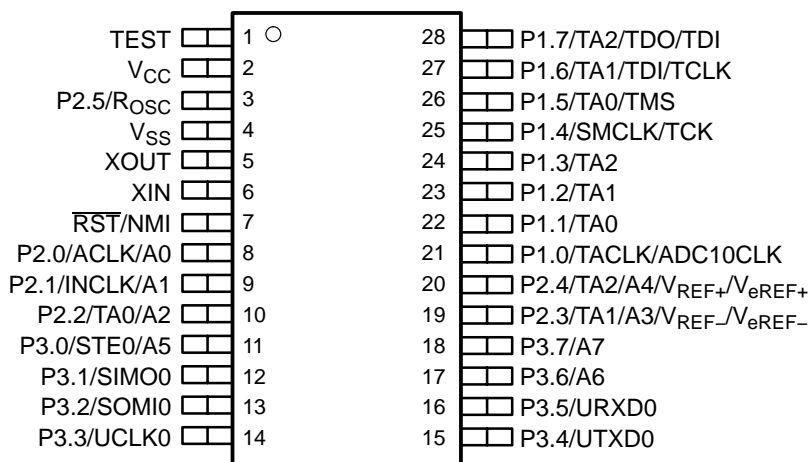 TEST 1 28 P1.7/TA2/TDO/TDI
VCC 2 27 P1.6/TA1/TDI/TCLK
P2.5/ROSC 3 26 P1.5/TA0/TMS
VSS 4 25 P1.4/SMCLK/TCK
XOUT 5 24 P1.3/TA2
XIN 6 23 P1.2/TA1
R̅S̅T̅/NMI 7 22 P1.1/TA0
P2.0/ACLK/A0 8 21 P1.0/TACLK/ADC10CLK
P2.1/INCLK/A1 9 20 P2.4/TA2/A4/VREF+/VeREF+
P2.2/TA0/A2 10 19 P2.3/TA1/A3/VREF−/VeREF−
P3.0/STE0/A5 11 18 P3.7/A7
P3.1/SIMO0 12 17 P3.6/A6
P3.2/SOMI0 13 16 P3.5/URXD0
P3.3/UCLK0 14 15 P3.4/UTXD0